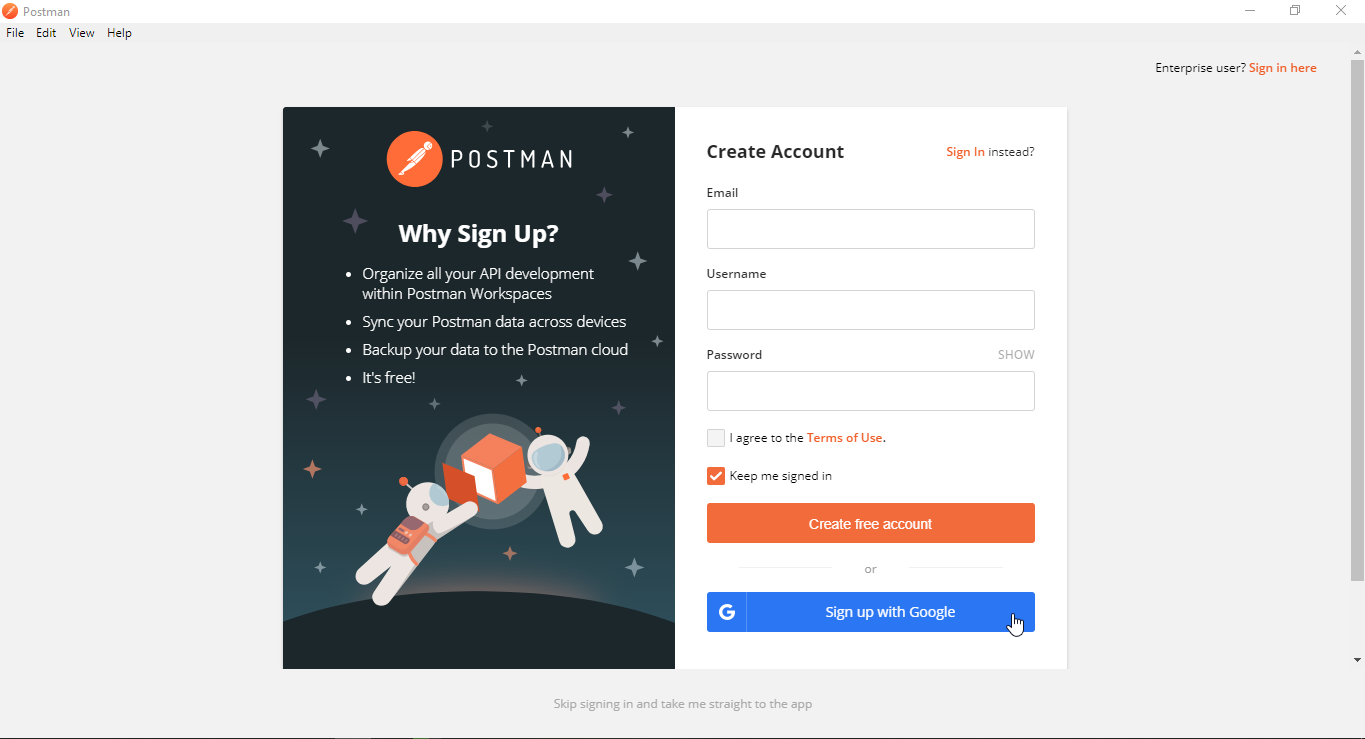 Postman
File Edit View Help
Enterprise user? Sign in here
POSTMAN
Why Sign Up?
• Organize all your API development
within Postman Workspaces
• Sync your Postman data across devices
• Backup your data to the Postman cloud
• It's free!
Create Account
Sign In instead?
Email
Username
Password SHOW
I agree to the Terms of Use.
Keep me signed in
Create free account
or
G Sign up with Google
Skip signing in and take me straight to the app